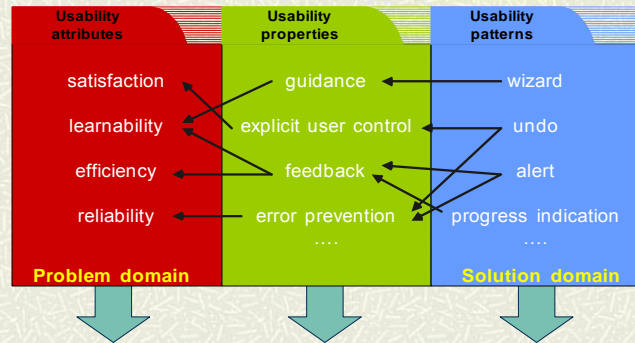 Usability
attributes
Usability
properties
Usability
patterns
satisfaction
learnability
efficiency
reliability
Problem domain
guidance
explicit user control
feedback
error prevention
....
wizard
undo
alert
progress indication
....
Solution domain